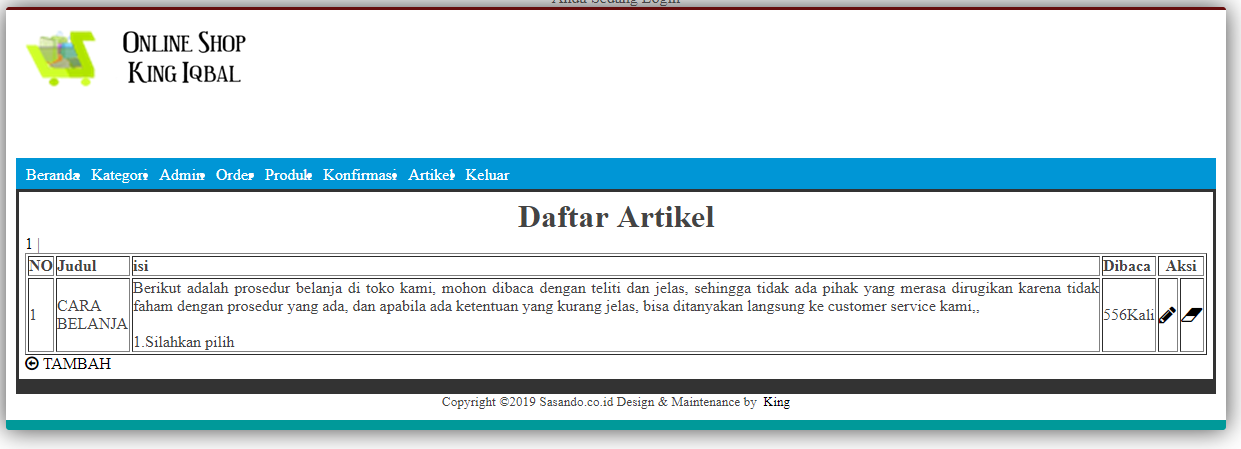 Anda Sedang Login
ONLINE SHOP
KING IQBAL
Beranda Kategori Admin Order Produk Konfirmasi Artikel Keluar
Daftar Artikel
1 |
NO Judul isi Dibaca Aksi
1 CARA BELANJA Berikut adalah prosedur belanja di toko kami, mohon dibaca dengan teliti dan jelas, sehingga tidak ada pihak yang merasa dirugikan karena tidak
faham dengan prosedur yang ada, dan apabila ada ketentuan yang kurang jelas, bisa ditanyakan langsung ke customer service kami,,
1.Silahkan pilih
556Kali
TAMBAH
Copyright ©2019 Sasando.co.id Design & Maintenance by King